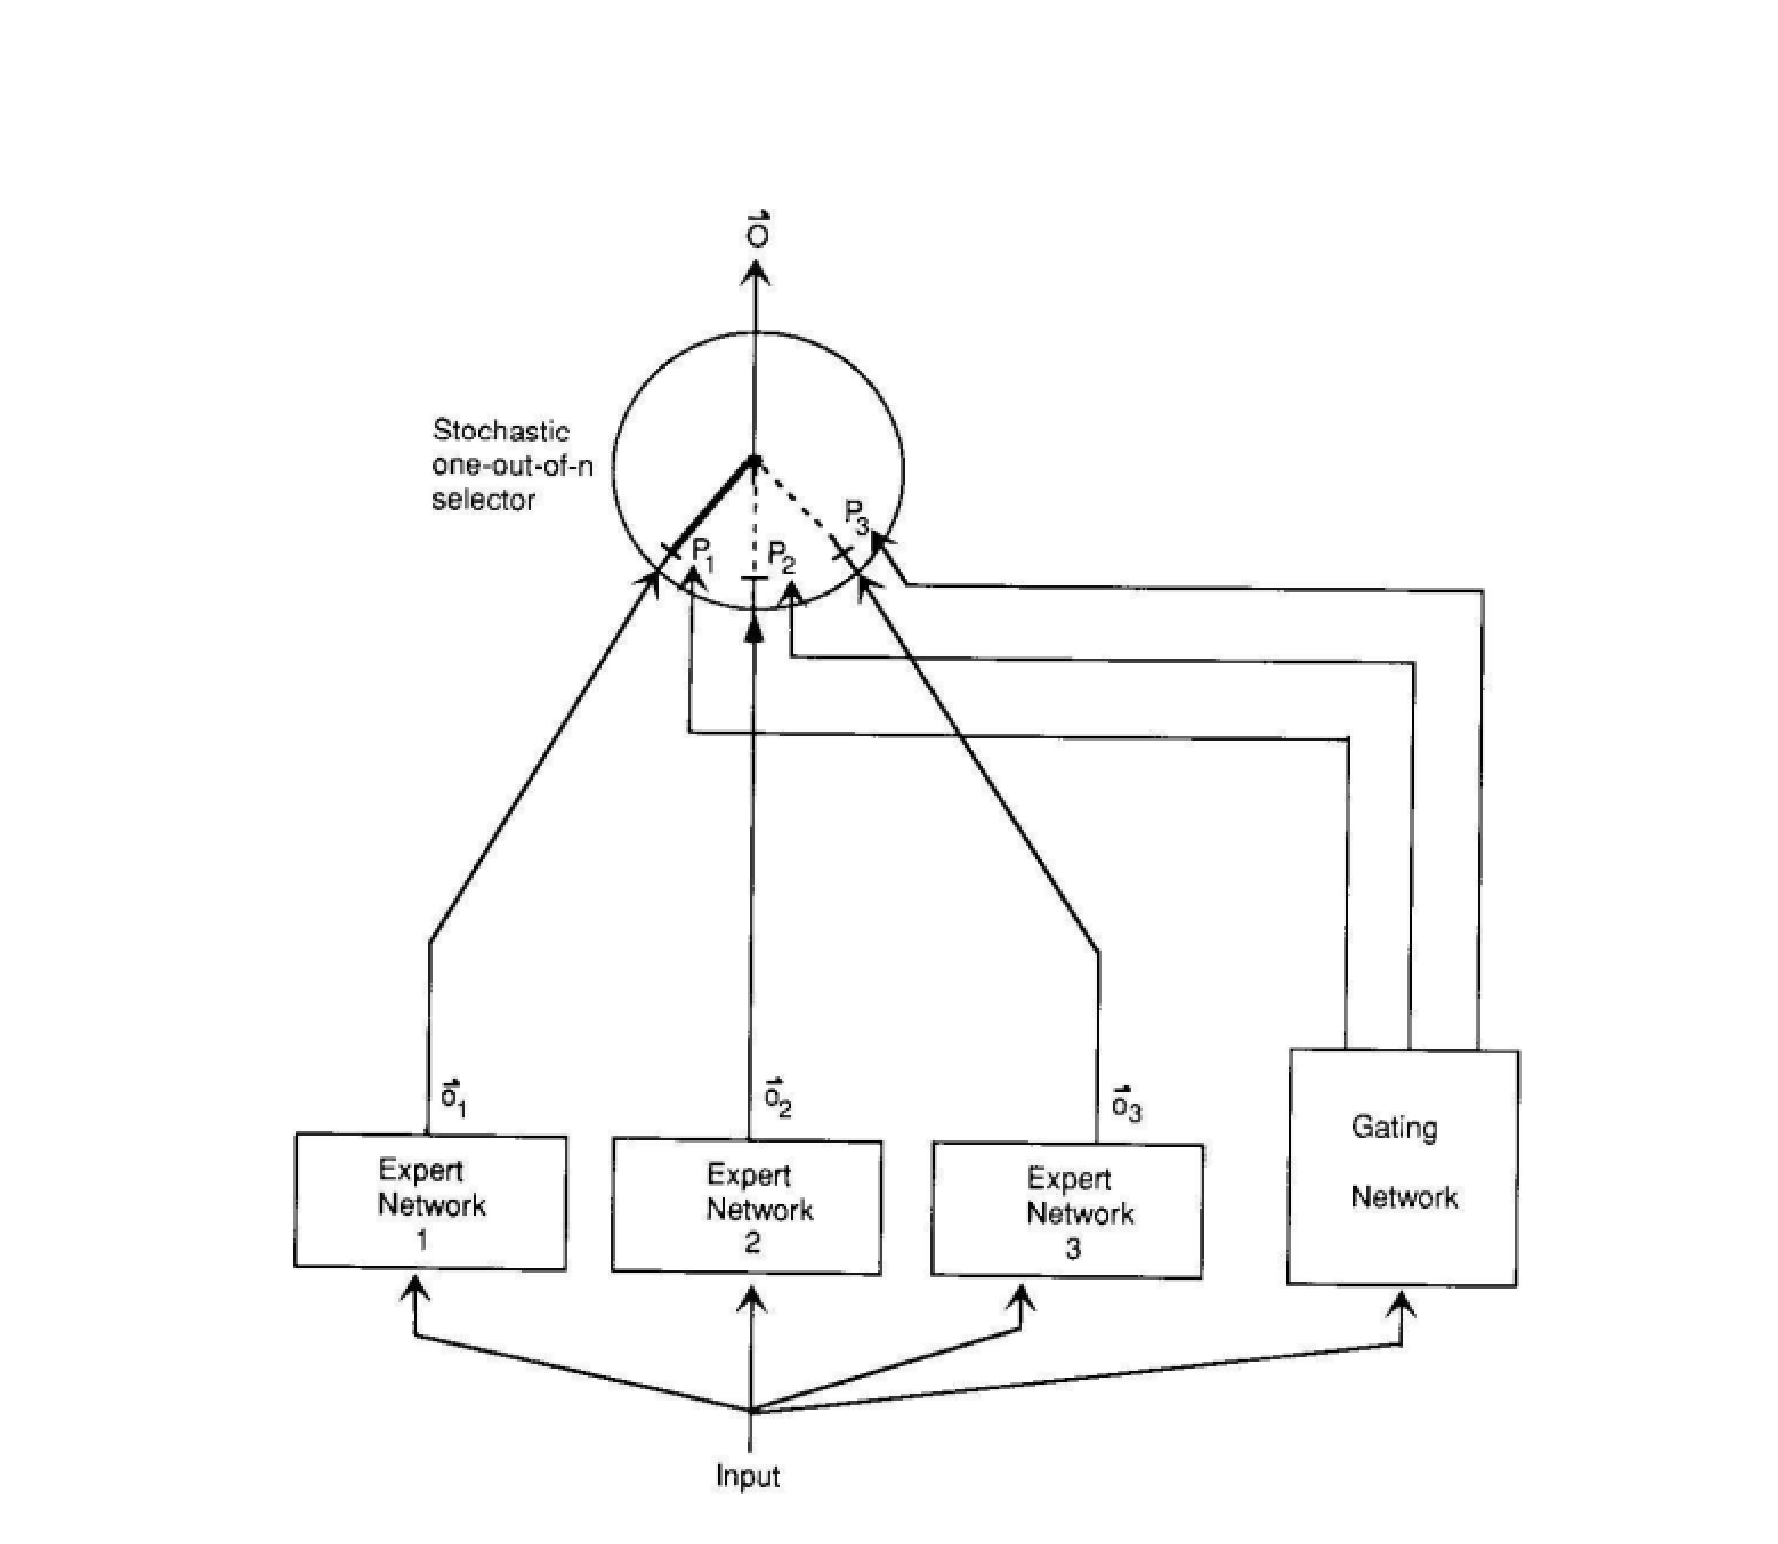 O⃗
Stochastic
one-out-of-n
selector
P₃
P₁
P₂
o⃗₁
o⃗₂
o⃗₃
Expert
Network
1
Expert
Network
2
Expert
Network
3
Gating
Network
Input